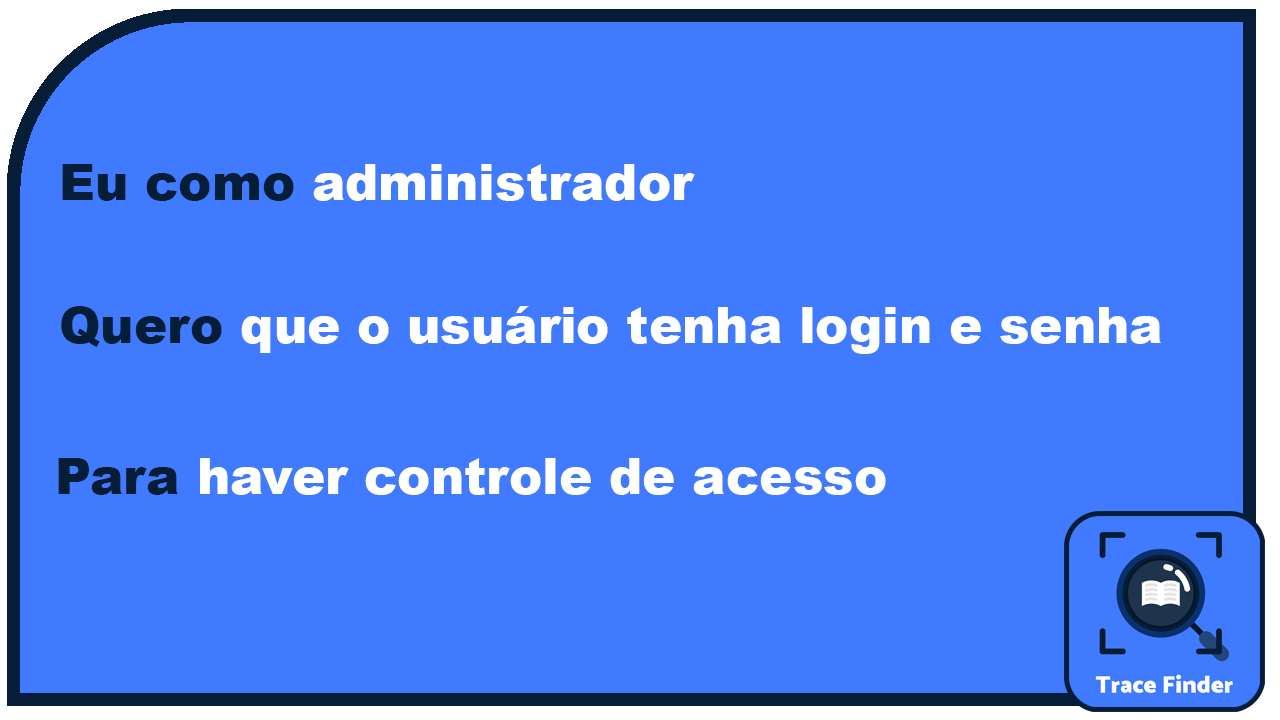 Eu como administrador
Quero que o usuário tenha login e senha
Para haver controle de acesso
Trace Finder